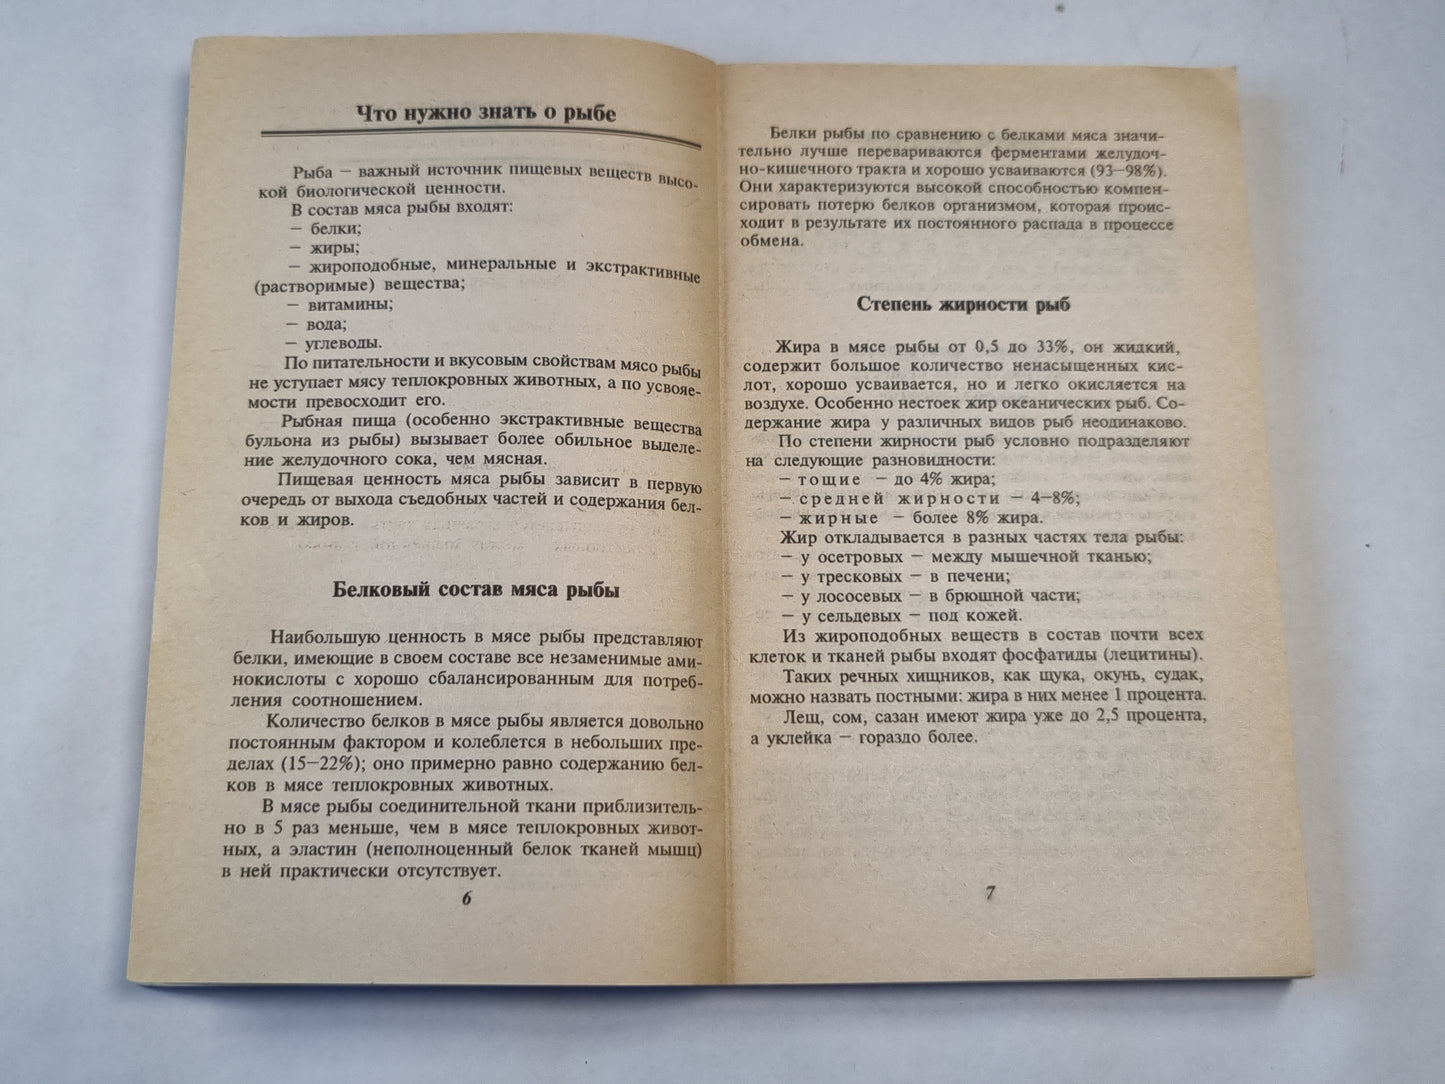 Что нужно знать о рыбе
Рыба — важный источник пищевых веществ высо-
кой биологической ценности.
В состав мяса рыбы входят:
— белки;
— жиры;
— жироподобные, минеральные и экстрактивные
(растворимые) вещества;
— витамины;
— вода;
— углеводы.
По питательности и вкусовым свойствам мясо рыбы
не уступает мясу теплокровных животных, а по усвояе-
мости превосходит его.
Рыбная пища (особенно экстрактивные вещества
бульона из рыбы) вызывает более обильное выделе-
ние желудочного сока, чем мясная.
Пищевая ценность мяса рыбы зависит в первую
очередь от выхода съедобных частей и содержания бел-
ков и жиров.
Белковый состав мяса рыбы
Наибольшую ценность в мясе рыбы представляют
белки, имеющие в своем составе все незаменимые ами-
нокислоты с хорошо сбалансированным для потреб-
ления соотношением.
Количество белков в мясе рыбы является довольно
постоянным фактором и колеблется в небольших пре-
делах (15—22%); оно примерно равно содержанию бел-
ков в мясе теплокровных животных.
В мясе рыбы соединительной ткани приблизитель-
но в 5 раз меньше, чем в мясе теплокровных живот-
ных, а эластин (неполноценный белок тканей мышц)
в ней практически отсутствует.
6
Белки рыбы по сравнению с белками мяса значи-
тельно лучше перевариваются ферментами желудоч-
но-кишечного тракта и хорошо усваиваются (93—98%).
Они характеризуются высокой способностью компен-
сировать потерю белков организмом, которая проис-
ходит в результате их постоянного распада в процессе
обмена.
Степень жирности рыб
Жира в мясе рыбы от 0,5 до 33%, он жидкий,
содержит большое количество ненасыщенных кис-
лот, хорошо усваивается, но и легко окисляется на
воздухе. Особенно нестоек жир океанических рыб. Со-
держание жира у различных видов рыб неодинаково.
По степени жирности рыб условно подразделяют
на следующие разновидности:
— тощие — до 4% жира;
— средней жирности — 4—8%;
— жирные — более 8% жира.
Жир откладывается в разных частях тела рыбы:
— у осетровых — между мышечной тканью;
— у тресковых — в печени;
— у лососевых — в брюшной части;
— у сельдевых — под кожей.
Из жироподобных веществ в состав почти всех
клеток и тканей рыбы входят фосфатиды (лецитины).
Таких речных хищников, как щука, окунь, судак,
можно назвать постными: жира в них менее 1 процента.
Лещ, сом, сазан имеют жира уже до 2,5 процента,
а уклейка — гораздо более.
7